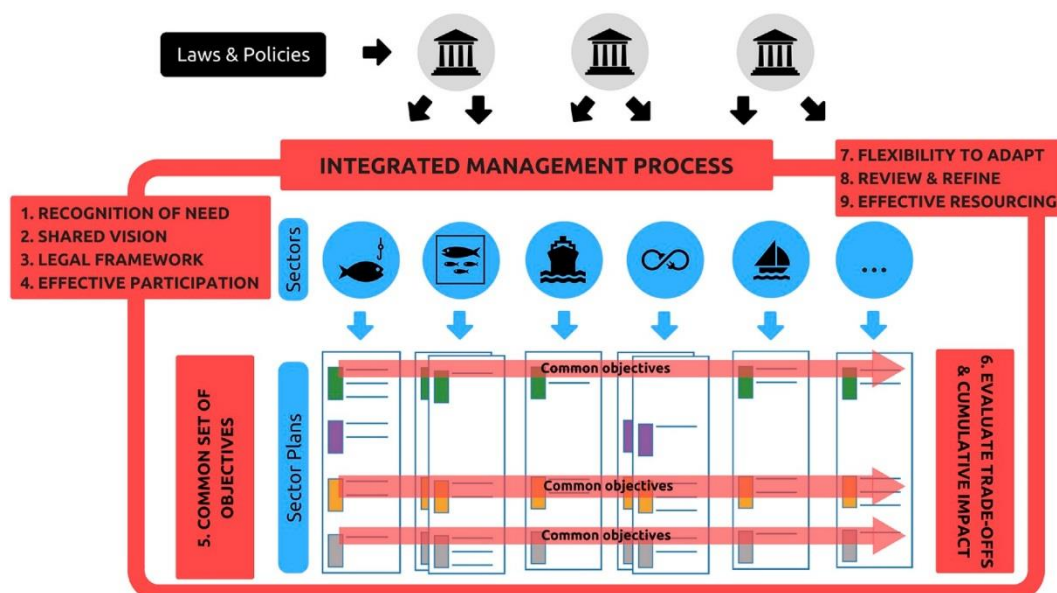 Laws & Policies
INTEGRATED MANAGEMENT PROCESS
7. FLEXIBILITY TO ADAPT
8. REVIEW & REFINE
9. EFFECTIVE RESOURCING
1. RECOGNITION OF NEED
2. SHARED VISION
3. LEGAL FRAMEWORK
4. EFFECTIVE PARTICIPATION
Sectors
...
5. COMMON SET OF
OBJECTIVES
Sector Plans
Common objectives
Common objectives
Common objectives
6. EVALUATE TRADE-OFFS
& CUMULATIVE IMPACT